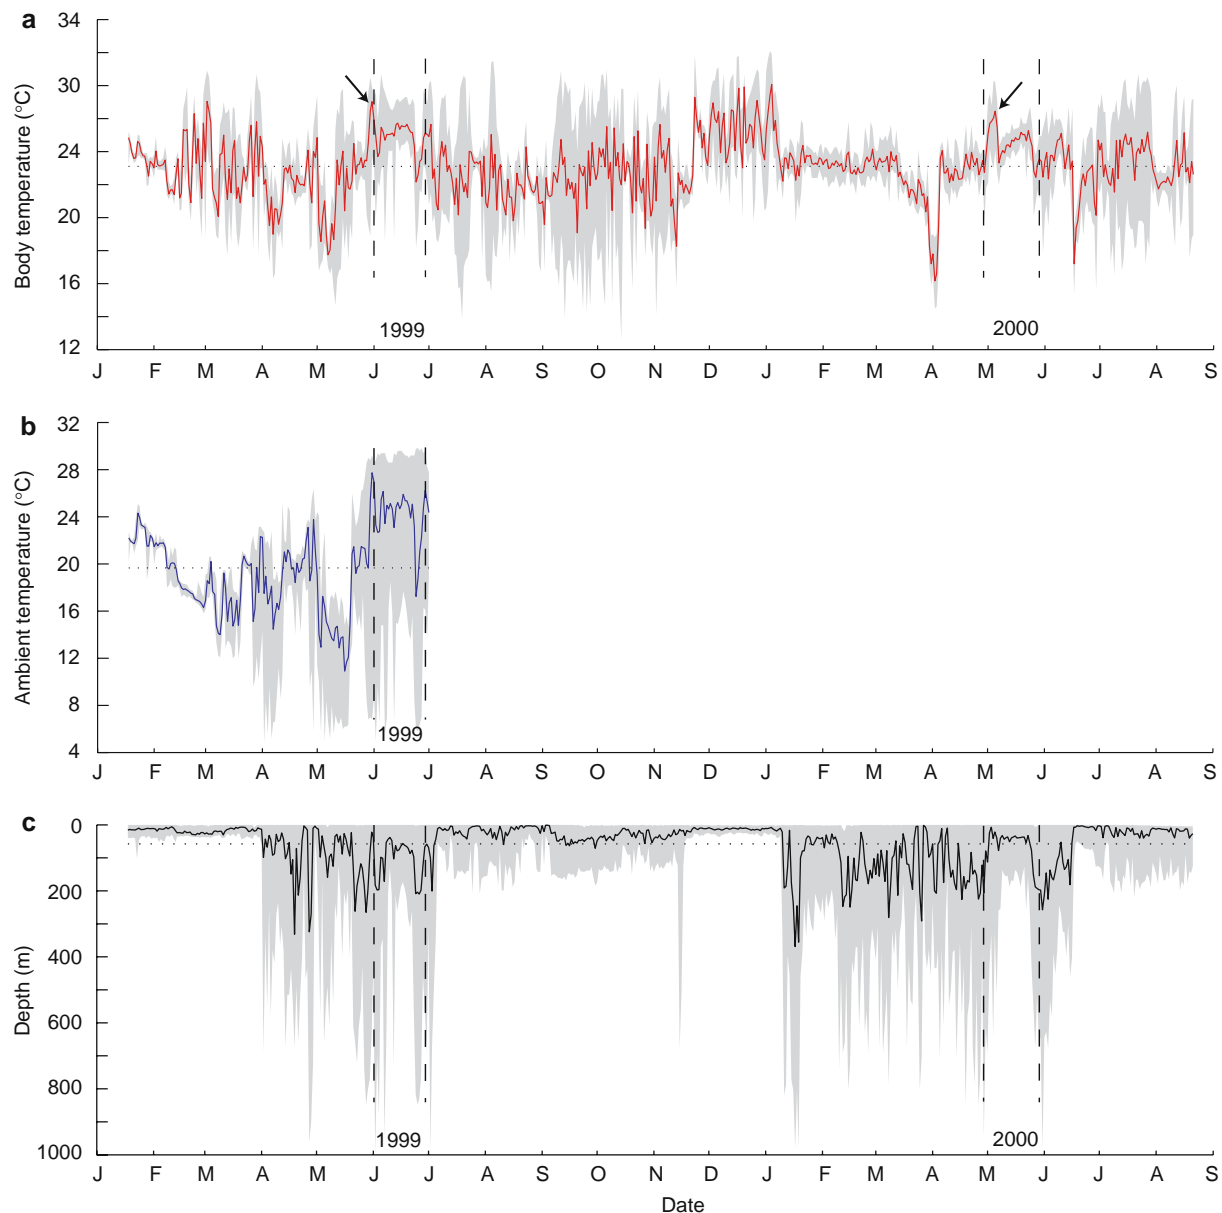 a
34
30
26
24
20
16
12
Body temperature (°C)
1999
2000
J F M A M J J A S O N D J F M A M J J A S
b
32
28
24
20
16
12
8
4
Ambient temperature (°C)
1999
J F M A M J J A S O N D J F M A M J J A S
c
0
200
400
600
800
1000
Depth (m)
1999
2000
J F M A M J J A S O N D J F M A M J J A S
Date